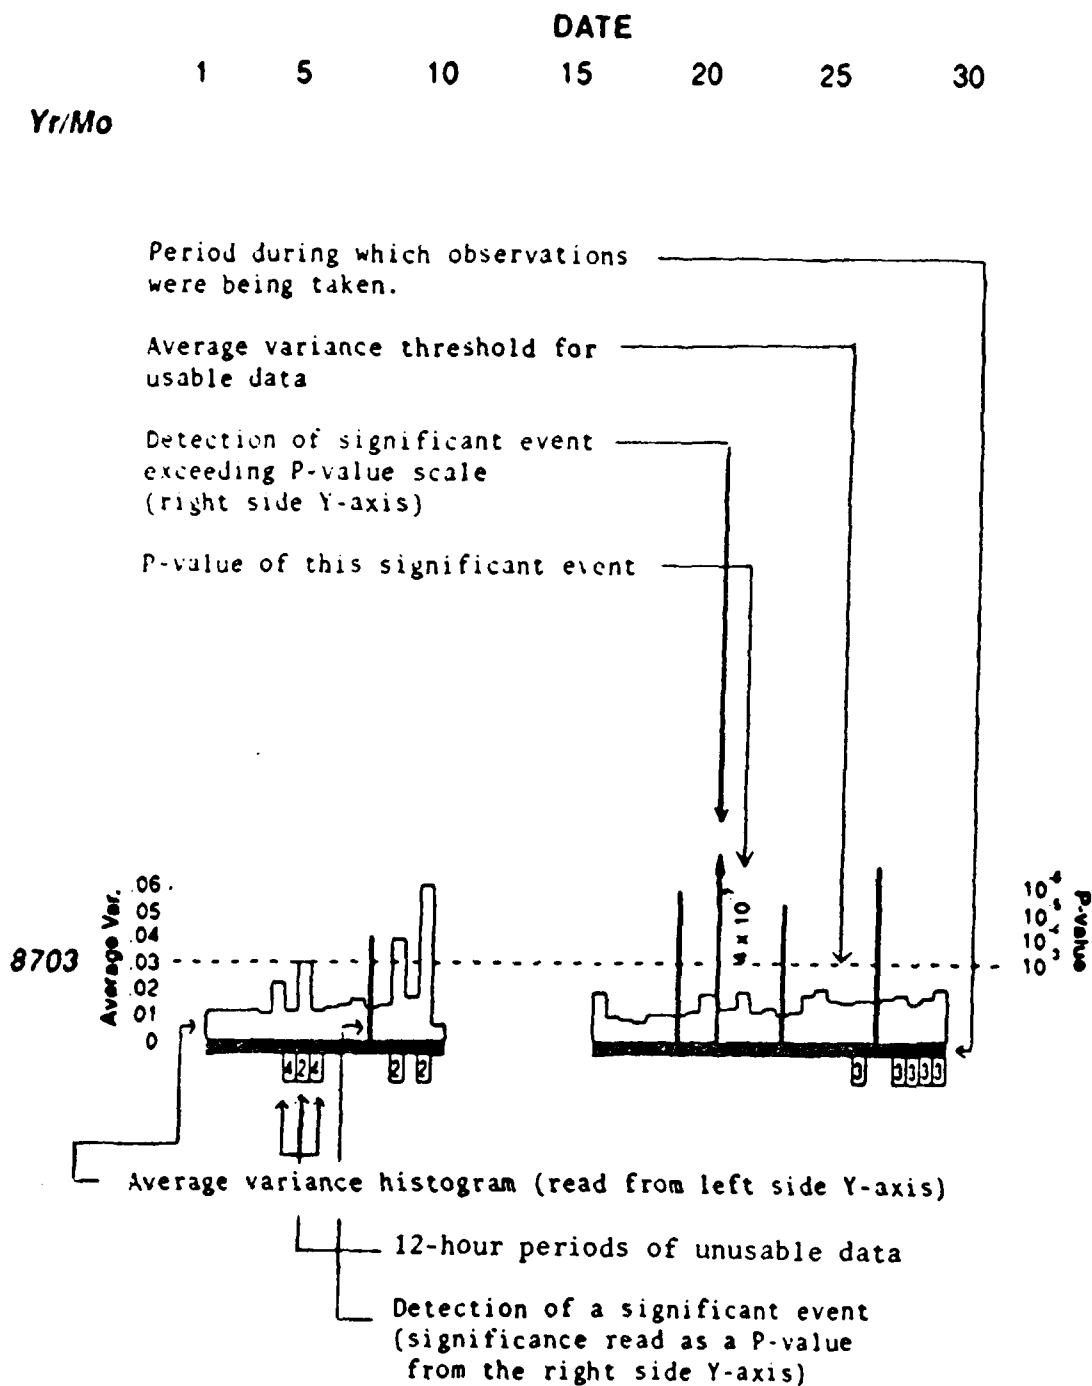 DATE
1 5 10 15 20 25 30
Yr/Mo
Period during which observations
were being taken.
Average variance threshold for
usable data
Detection of significant event
exceeding P-value scale
(right side Y-axis)
P-value of this significant event
8703
Average Var.
.06
.05
.04
.03
.02
.01
0
P-Value
10
10
10
10³
4 2 4 2 2
3 3 3 3 3
Average variance histogram (read from left side Y-axis)
12-hour periods of unusable data
Detection of a significant event
(significance read as a P-value
from the right side Y-axis)